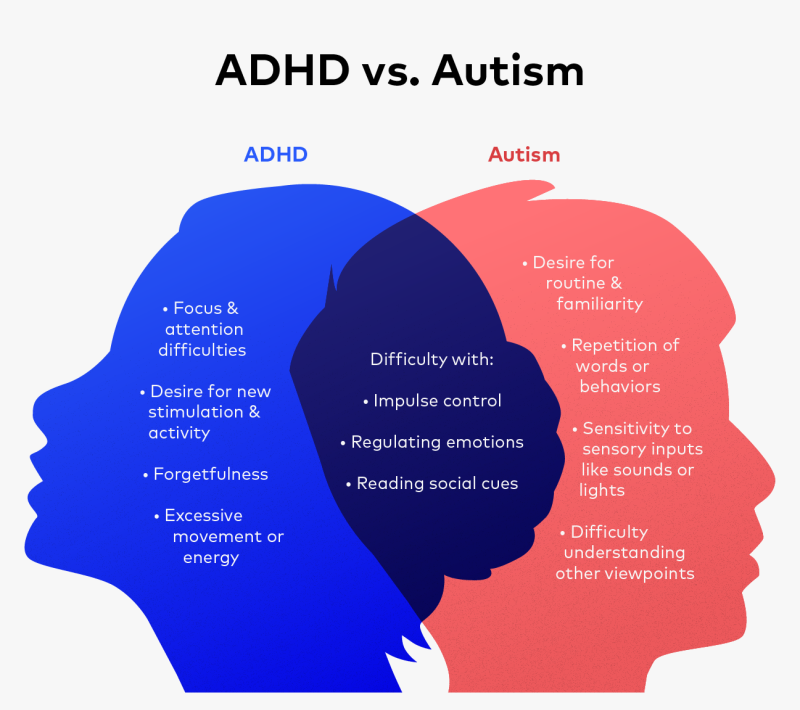 ADHD vs. Autism
ADHD
Autism
• Focus &
attention
difficulties
• Desire for new
stimulation &
activity
• Forgetfulness
• Excessive
movement or
energy
Difficulty with:
• Impulse control
• Regulating emotions
• Reading social cues
• Desire for
routine &
familiarity
• Repetition of
words or
behaviors
• Sensitivity to
sensory inputs
like sounds or
lights
• Difficulty
understanding
other viewpoints